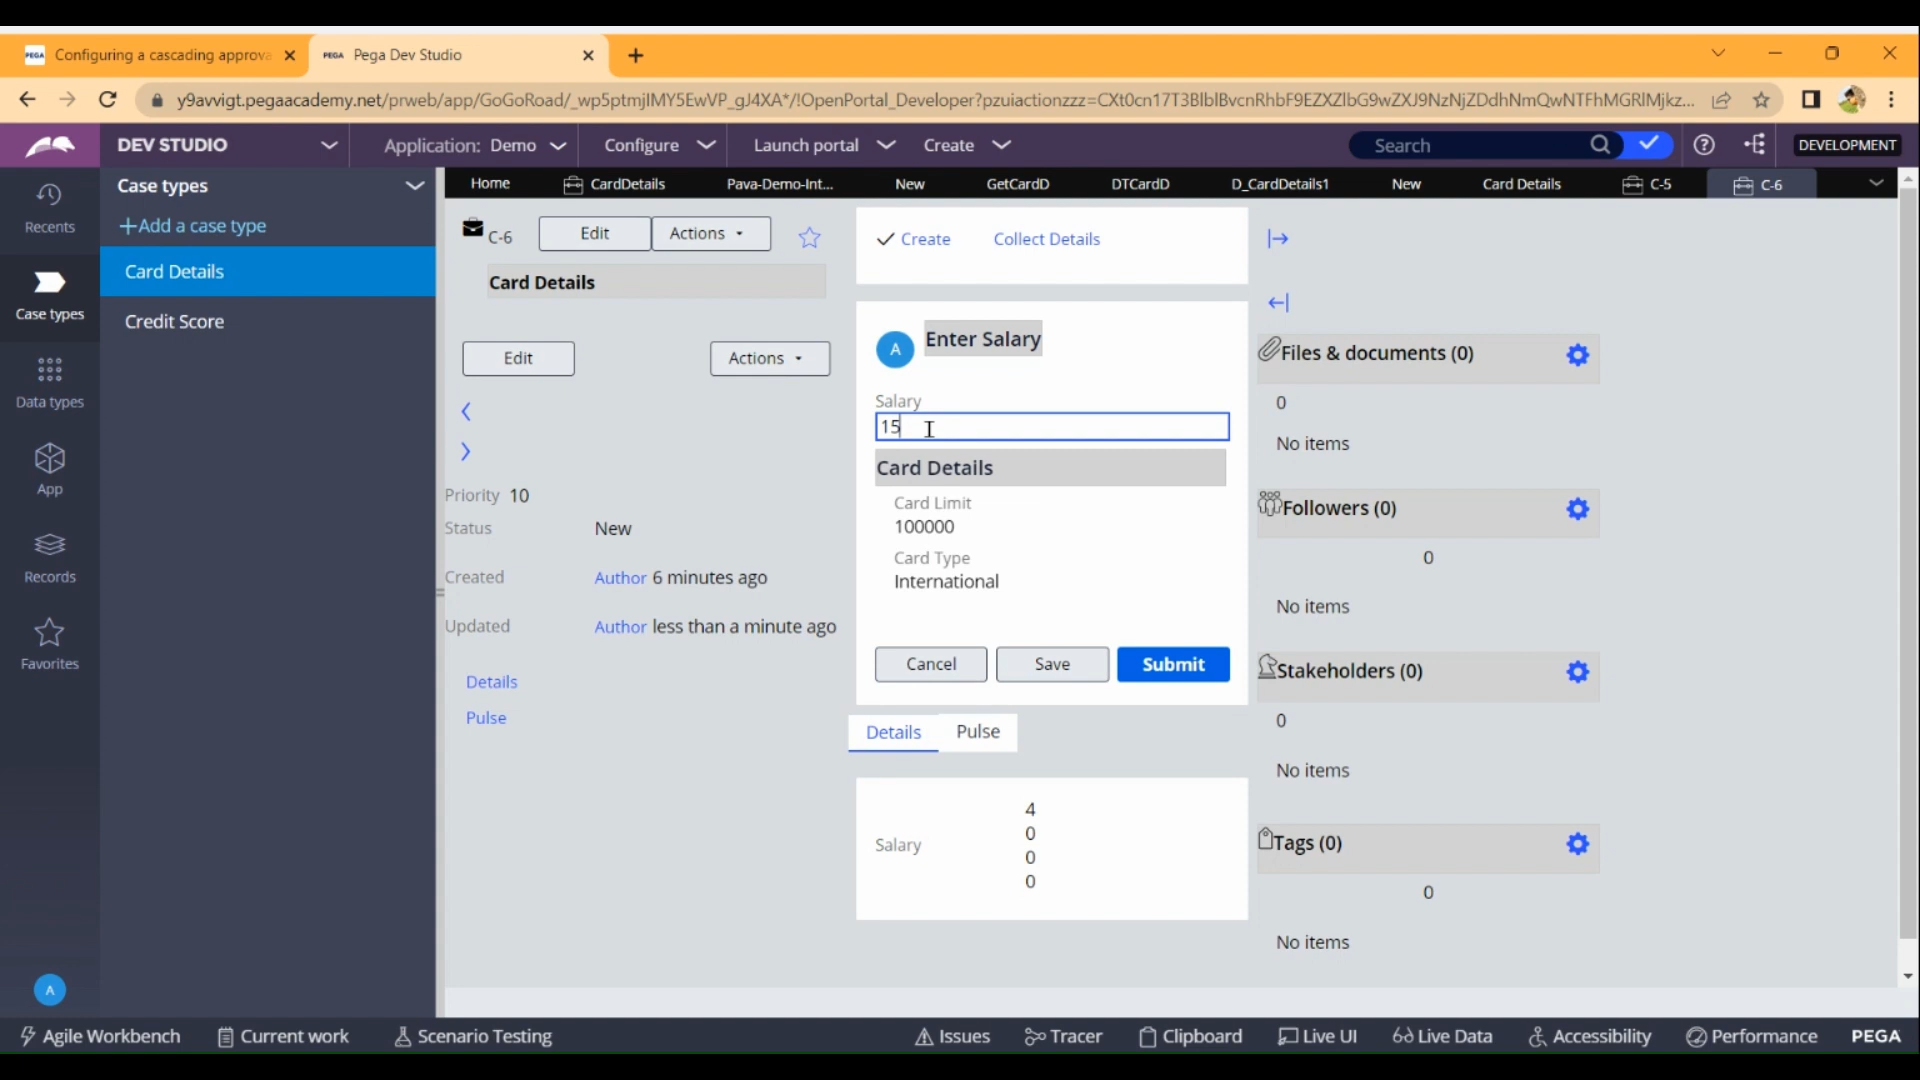 PEGA Configuring a cascading approva
PEGA Pega Dev Studio
y9avvigt.pegaacademy.net/prweb/app/GoGoRoad/_wp5ptmjIMY5EwVP_gJ4XA*/!OpenPortal_Developer?pzuiactionzzz=
DEV STUDIO
Application: Demo
Configure
Launch portal
Create
Search
DEVELOPMENT
Recents
Case types
Data types
App
Records
Favorites
A
Case types
+Add a case type
Card Details
Credit Score
Home
CardDetails
Pava-Demo-Int...
New
GetCardD
DTCardD
D_CardDetails1
New
Card Details
C-5
C-6
C-6
Edit
Actions
Card Details
Edit
Actions
Priority 10
Status New
Created Author 6 minutes ago
Updated Author less than a minute ago
Details
Pulse
Create
Collect Details
A
Enter Salary
Salary
15
Card Details
Card Limit
100000
Card Type
International
Cancel
Save
Submit
Details
Pulse
Salary
4
0
0
0
Files & documents (0)
0
No items
Followers (0)
0
No items
Stakeholders (0)
0
No items
Tags (0)
0
No items
Agile Workbench
Current work
Scenario Testing
Issues
Tracer
Clipboard
Live UI
Live Data
Accessibility
Performance
PEGA